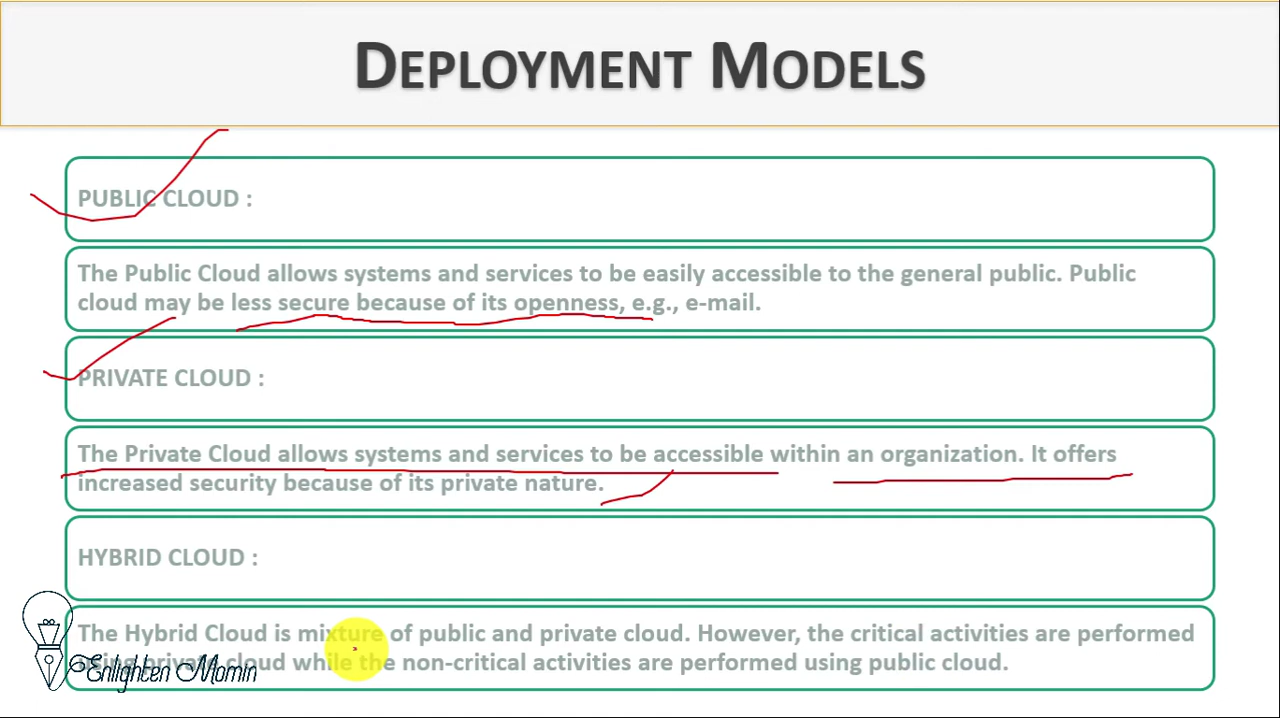 DEPLOYMENT MODELS
PUBLIC CLOUD :
The Public Cloud allows systems and services to be easily accessible to the general public. Public
cloud may be less secure because of its openness, e.g., e-mail.
PRIVATE CLOUD :
The Private Cloud allows systems and services to be accessible within an organization. It offers
increased security because of its private nature.
HYBRID CLOUD :
The Hybrid Cloud is mixture of public and private cloud. However, the critical activities are performed
private cloud while the non-critical activities are performed using public cloud.
Enlighten Momin